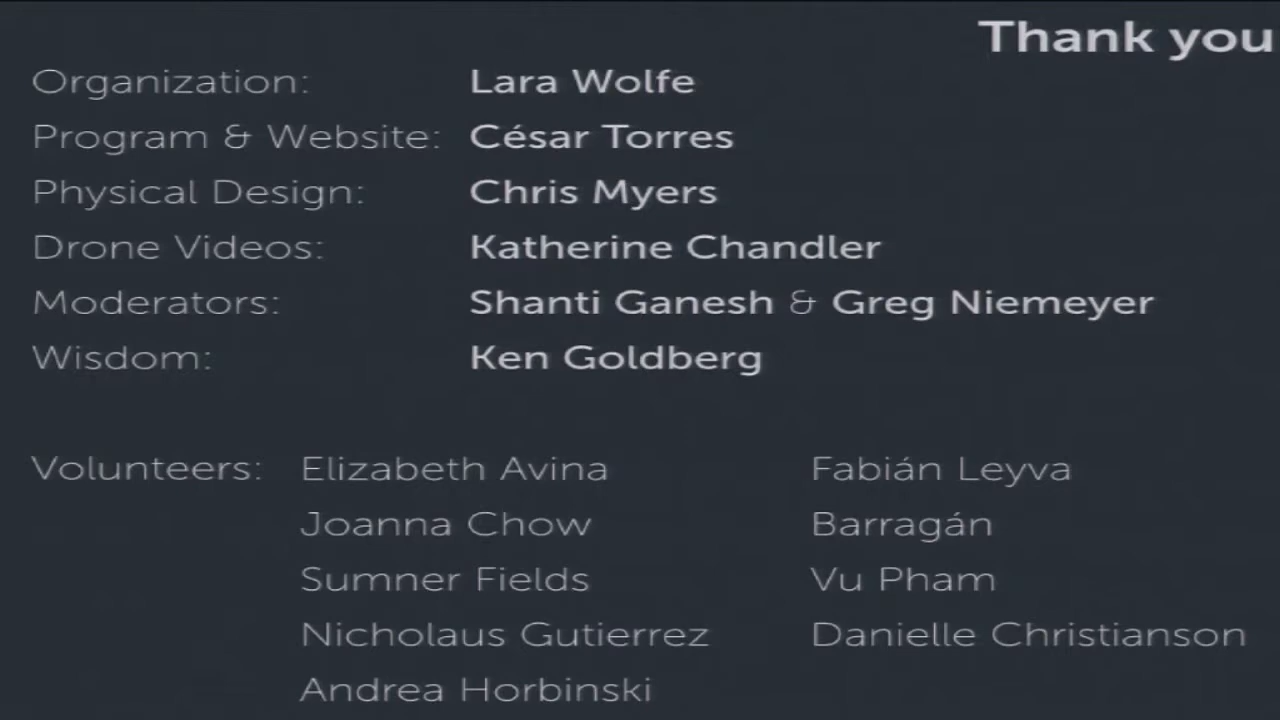 Thank you
Organization: Lara Wolfe
Program & Website: César Torres
Physical Design: Chris Myers
Drone Videos: Katherine Chandler
Moderators: Shanti Ganesh & Greg Niemeyer
Wisdom: Ken Goldberg
Volunteers: Elizabeth Avina Fabián Leyva
Joanna Chow Barragán
Sumner Fields Vu Pham
Nicholaus Gutierrez Danielle Christianson
Andrea Horbinski